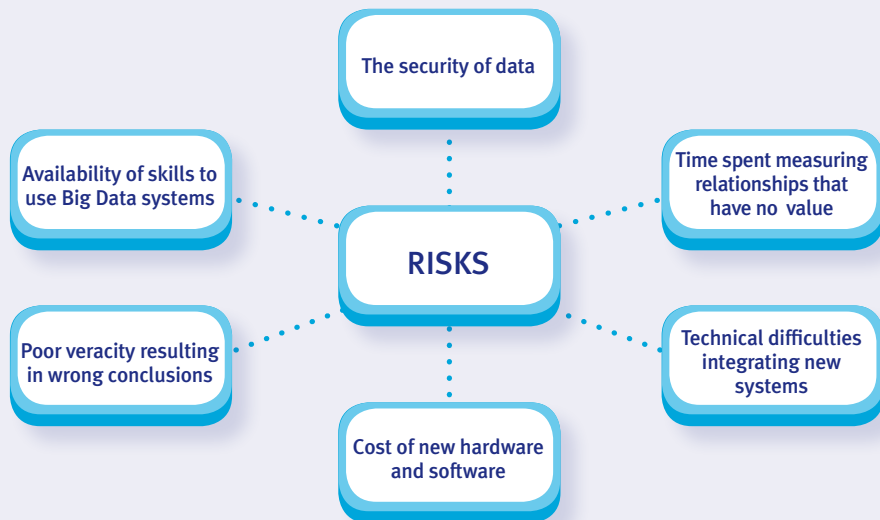 The security of data
Availability of skills to
use Big Data systems
Time spent measuring
relationships that
have no value
RISKS
Poor veracity resulting
in wrong conclusions
Technical difficulties
integrating new
systems
Cost of new hardware
and software